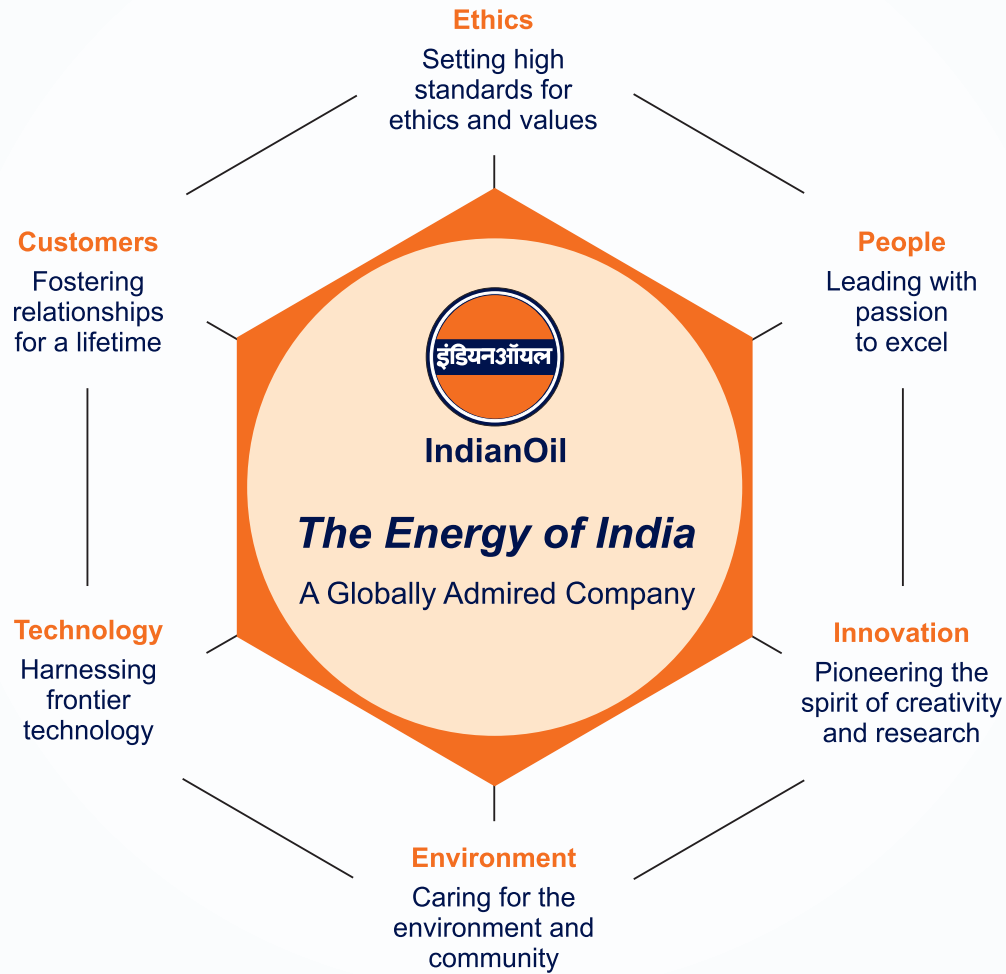 Ethics
Setting high
standards for
ethics and values
Customers
Fostering
relationships
for a lifetime
People
Leading with
passion
to excel
इंडियनऑयल
IndianOil
The Energy of India
A Globally Admired Company
Technology
Harnessing
frontier
technology
Innovation
Pioneering the
spirit of creativity
and research
Environment
Caring for the
environment and
community